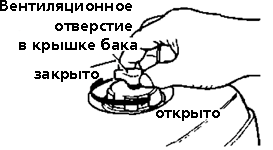 Вентиляционное
отверстие
в крышке бака
закрыто
открыто